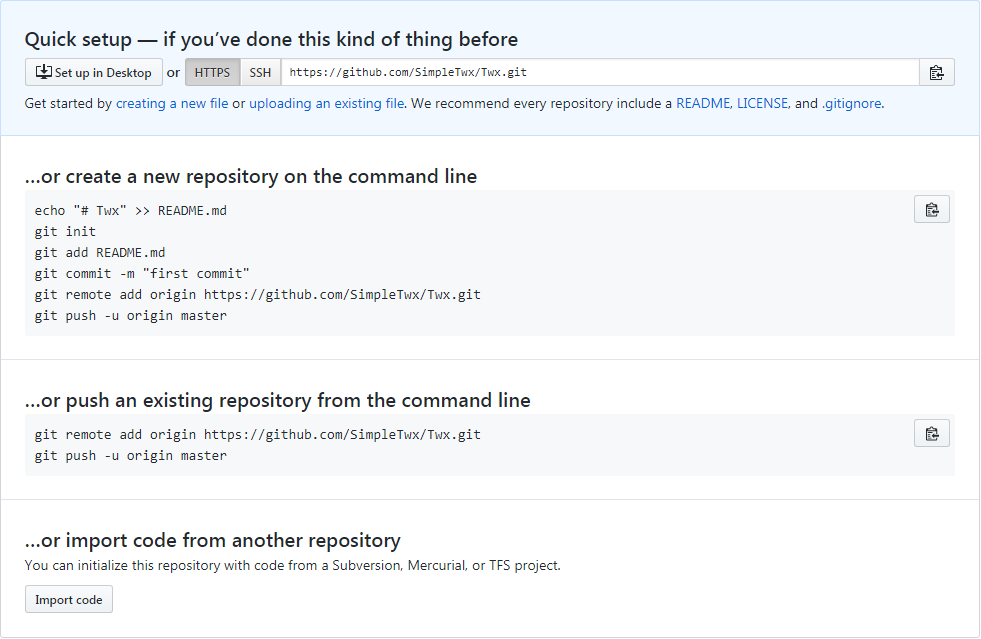 Quick setup — if you’ve done this kind of thing before
Set up in Desktop or HTTPS SSH https://github.com/SimpleTwx/Twx.git
Get started by creating a new file or uploading an existing file. We recommend every repository include a README, LICENSE, and .gitignore.
…or create a new repository on the command line
echo "# Twx" >> README.md
git init
git add README.md
git commit -m "first commit"
git remote add origin https://github.com/SimpleTwx/Twx.git
git push -u origin master
…or push an existing repository from the command line
git remote add origin https://github.com/SimpleTwx/Twx.git
git push -u origin master
…or import code from another repository
You can initialize this repository with code from a Subversion, Mercurial, or TFS project.
Import code